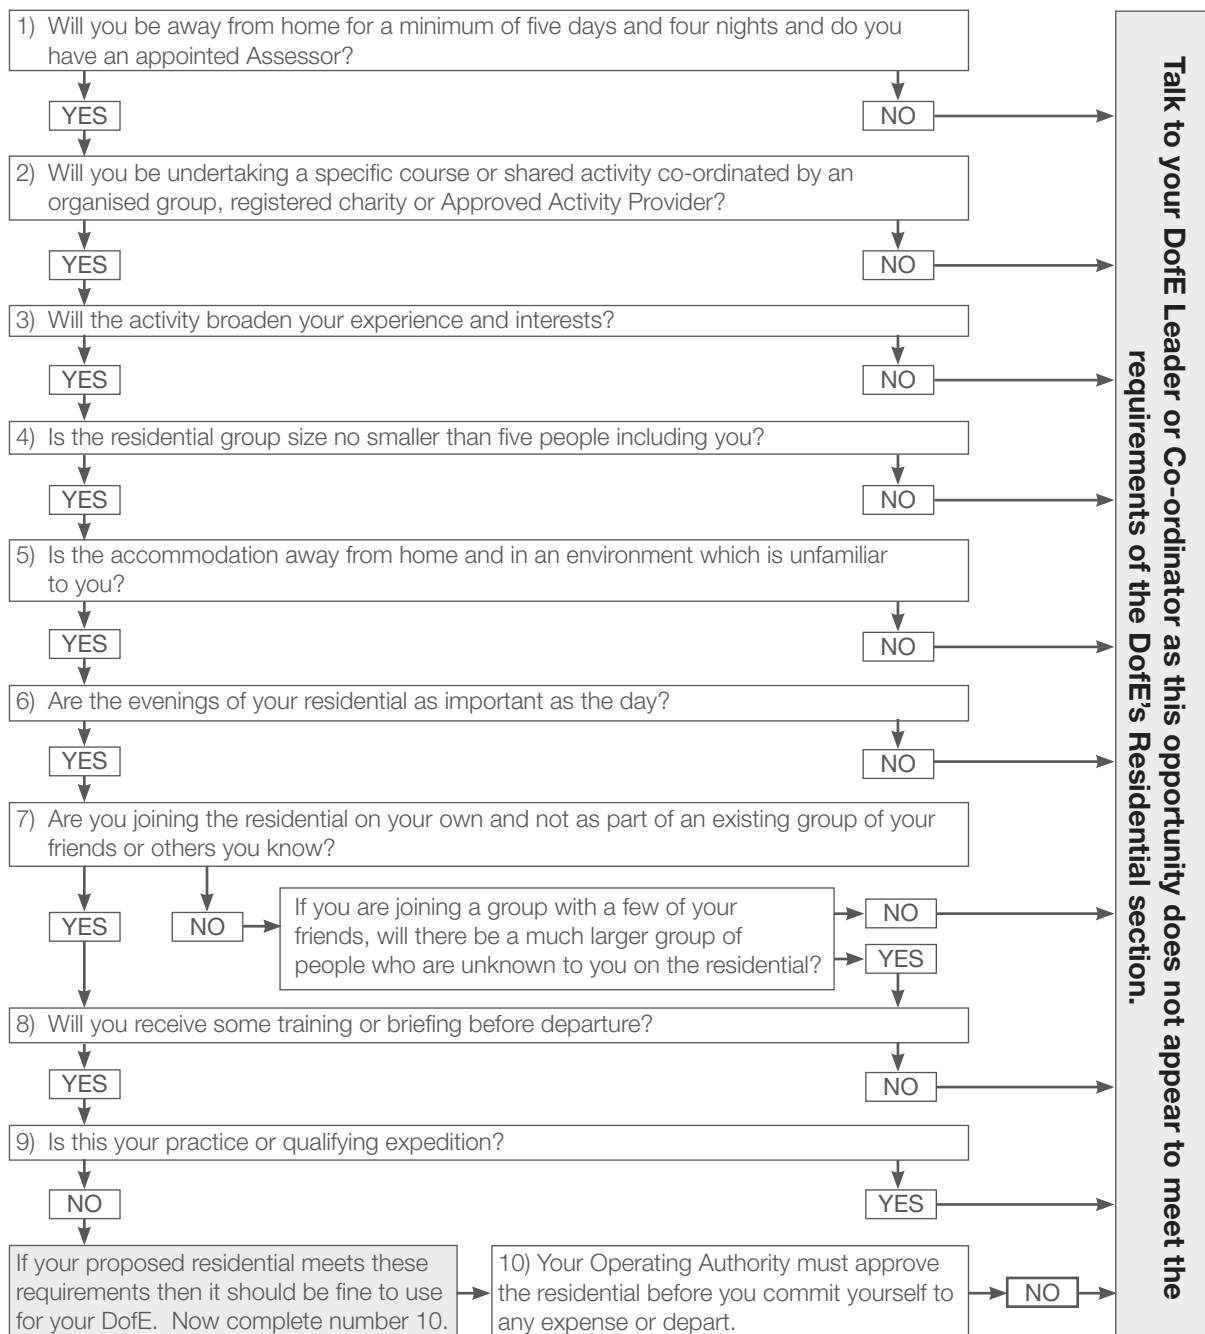 1) Will you be away from home for a minimum of five days and four nights and do you
have an appointed Assessor?
YES
NO
2) Will you be undertaking a specific course or shared activity co-ordinated by an
organised group, registered charity or Approved Activity Provider?
YES
NO
3) Will the activity broaden your experience and interests?
YES
NO
4) Is the residential group size no smaller than five people including you?
YES
NO
5) Is the accommodation away from home and in an environment which is unfamiliar
to you?
YES
NO
6) Are the evenings of your residential as important as the day?
YES
NO
7) Are you joining the residential on your own and not as part of an existing group of your
friends or others you know?
YES
NO
If you are joining a group with a few of your
friends, will there be a much larger group of
people who are unknown to you on the residential?
NO
YES
8) Will you receive some training or briefing before departure?
YES
NO
9) Is this your practice or qualifying expedition?
NO
YES
If your proposed residential meets these
requirements then it should be fine to use
for your DofE. Now complete number 10.
10) Your Operating Authority must approve
the residential before you commit yourself to
any expense or depart.
NO
Talk to your DofE Leader or Co-ordinator as this opportunity does not appear to meet the
requirements of the DofE's Residential section.